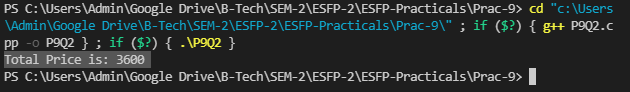 PS C:\Users\Admin\Google Drive\B-Tech\SEM-2\ESFP-2\ESFP-Practicals\Prac-9> cd "c:\Users
\Admin\Google Drive\B-Tech\SEM-2\ESFP-2\ESFP-Practicals\Prac-9\" ; if ($?) { g++ P9Q2.c
pp -o P9Q2 } ; if ($?) { .\P9Q2 }
Total Price is: 3600
PS C:\Users\Admin\Google Drive\B-Tech\SEM-2\ESFP-2\ESFP-Practicals\Prac-9>